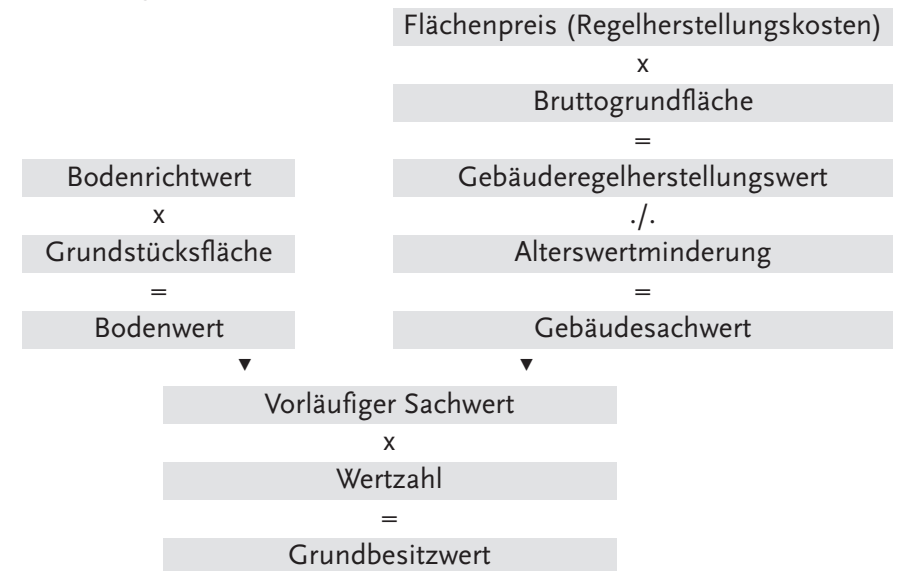 Flächenpreis (Regelherstellungskosten)
x
Bruttogrundfläche
=
Bodenrichtwert
Gebäuderegelherstellungswert
x
./.
Grundstücksfläche
Alterswertminderung
=
=
Bodenwert
Gebäudesachwert
▼
▼
Vorläufiger Sachwert
x
Wertzahl
=
Grundbesitzwert